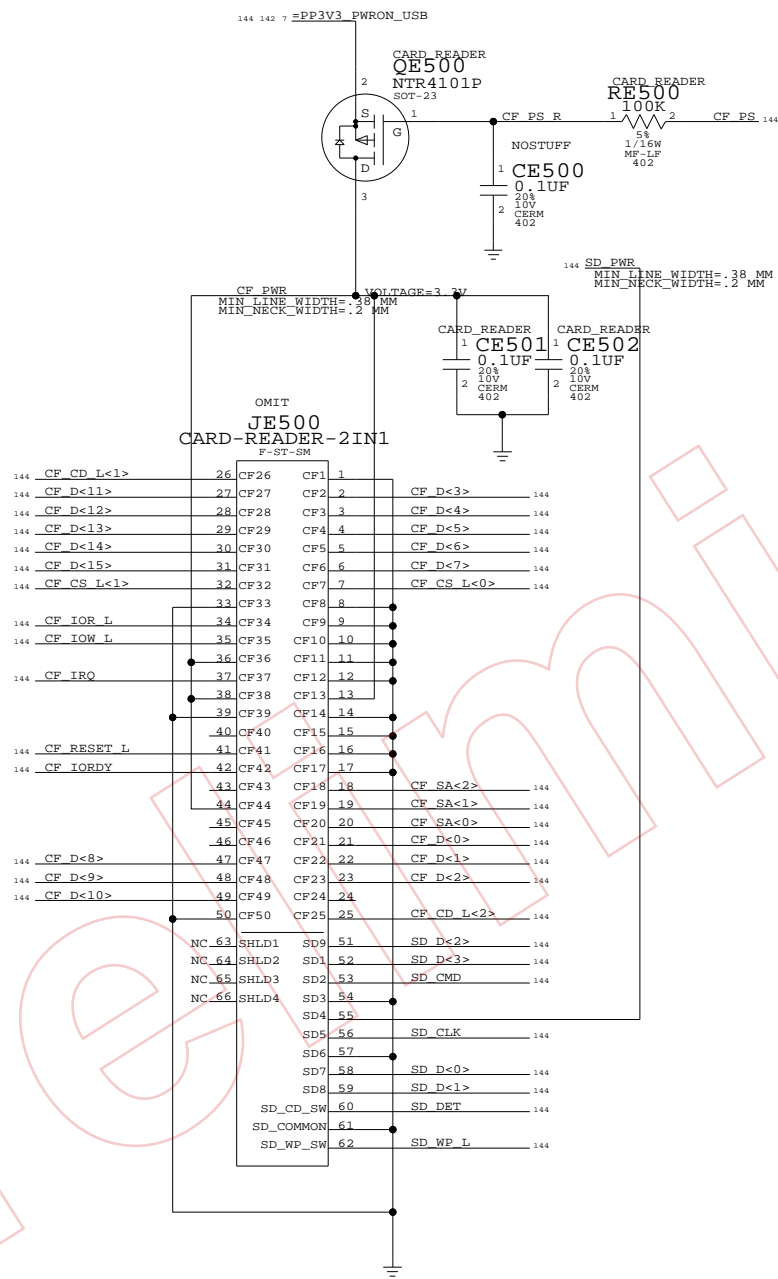 144 142 7 =PP3V3_PWRON_USB
CARD_READER
QE500
NTR4101P
SOT-23
2
S
G
D
1
3
CF_PS_R
CARD_READER
RE500
100K
1 2
5%
1/16W
MF-LF
402
CF_PS 144
NOSTUFF
CE500
0.1UF
20%
10V
CERM
402
1
2
144 SD_PWR
MIN_LINE_WIDTH=.38 MM
MIN_NECK_WIDTH=.2 MM
CF_PWR VOLTAGE=3.3V
MIN_LINE_WIDTH=.38 MM
MIN_NECK_WIDTH=.2 MM
CARD_READER
CE501
0.1UF
20%
10V
CERM
402
1
2
CARD_READER
CE502
0.1UF
20%
10V
CERM
402
1
2
OMIT
JE500
CARD-READER-2IN1
F-ST-SM
144 CF_CD_L<1> 26 CF26 CF1 1
144 CF_D<11> 27 CF27 CF2 2 CF_D<3> 144
144 CF_D<12> 28 CF28 CF3 3 CF_D<4> 144
144 CF_D<13> 29 CF29 CF4 4 CF_D<5> 144
144 CF_D<14> 30 CF30 CF5 5 CF_D<6> 144
144 CF_D<15> 31 CF31 CF6 6 CF_D<7> 144
144 CF_CS_L<1> 32 CF32 CF7 7 CF_CS_L<0> 144
33 CF33 CF8 8
144 CF_IOR_L 34 CF34 CF9 9
144 CF_IOW_L 35 CF35 CF10 10
36 CF36 CF11 11
144 CF_IRQ 37 CF37 CF12 12
38 CF38 CF13 13
39 CF39 CF14 14
40 CF40 CF15 15
144 CF_RESET_L 41 CF41 CF16 16
144 CF_IORDY 42 CF42 CF17 17
43 CF43 CF18 18 CF_SA<2> 144
44 CF44 CF19 19 CF_SA<1> 144
45 CF45 CF20 20 CF_SA<0> 144
46 CF46 CF21 21 CF_D<0> 144
144 CF_D<8> 47 CF47 CF22 22 CF_D<1> 144
144 CF_D<9> 48 CF48 CF23 23 CF_D<2> 144
144 CF_D<10> 49 CF49 CF24 24
50 CF50 CF25 25 CF_CD_L<2> 144
NC 63 SHLD1 SD9 51 SD_D<2> 144
NC 64 SHLD2 SD1 52 SD_D<3> 144
NC 65 SHLD3 SD2 53 SD_CMD 144
NC 66 SHLD4 SD3 54
SD4 55
SD5 56 SD_CLK 144
SD6 57
SD7 58 SD_D<0> 144
SD8 59 SD_D<1> 144
SD_CD_SW 60 SD_DET 144
SD_COMMON 61
SD_WP_SW 62 SD_WP_L 144
elimi